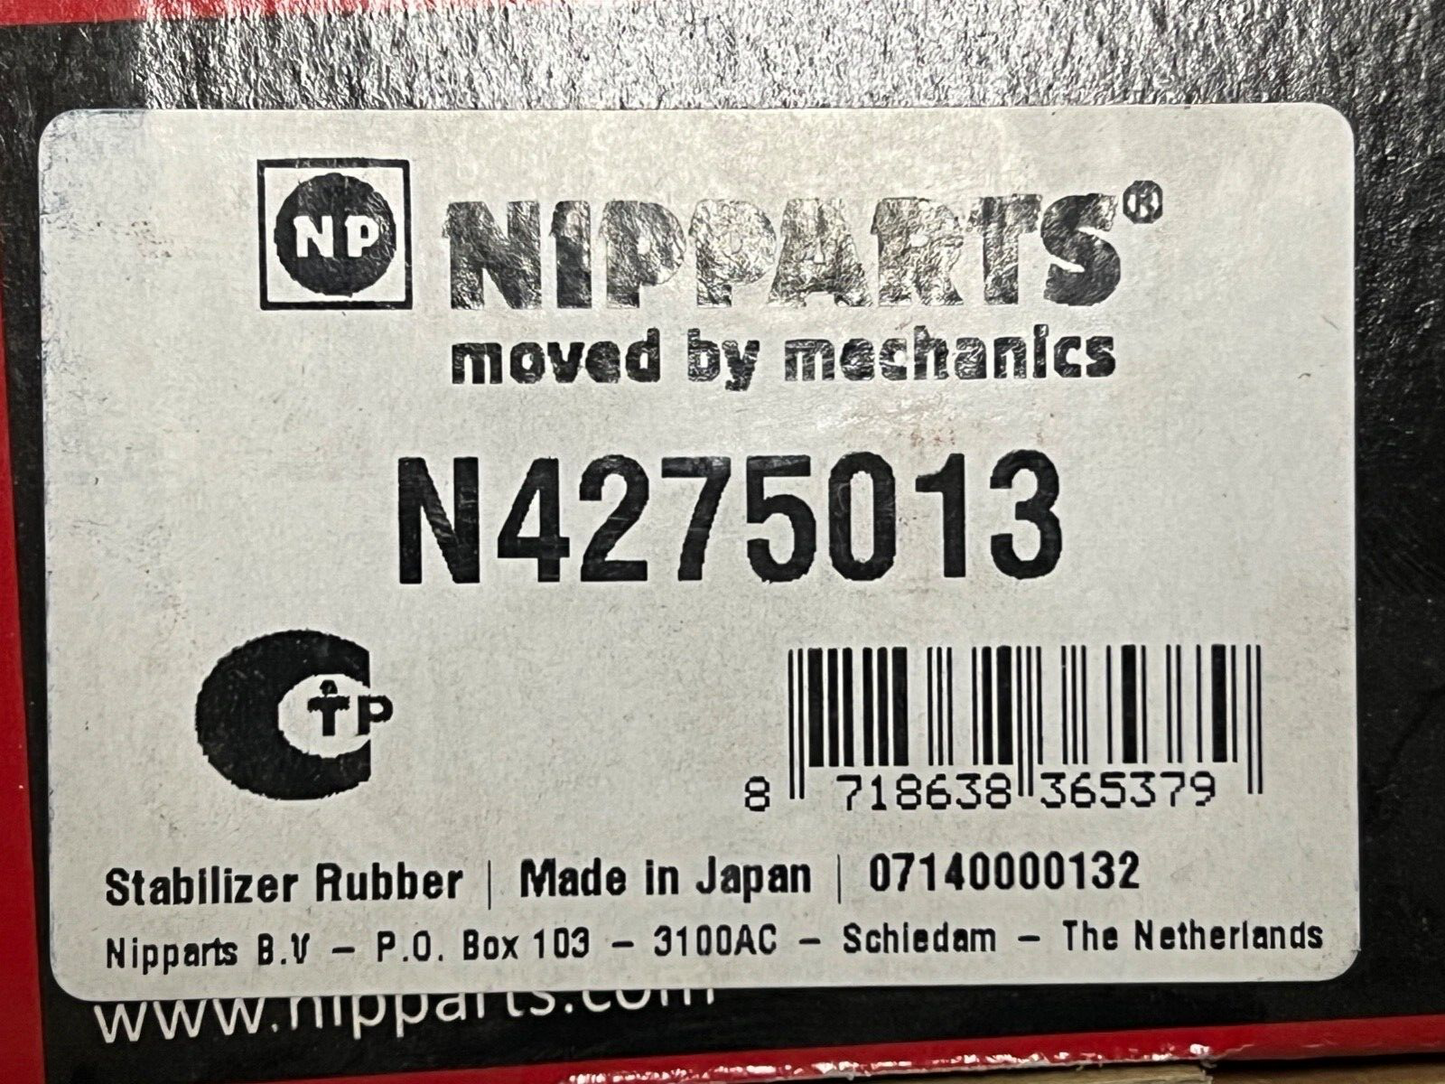 NP NIPPARTS®
moved by mechanics
N4275013
CTP
8 718638 365379
Stabilizer Rubber | Made in Japan | 07140000132
Nipparts B.V – P.O. Box 103 – 3100AC – Schiedam – The Netherlands
www.nipparts.com